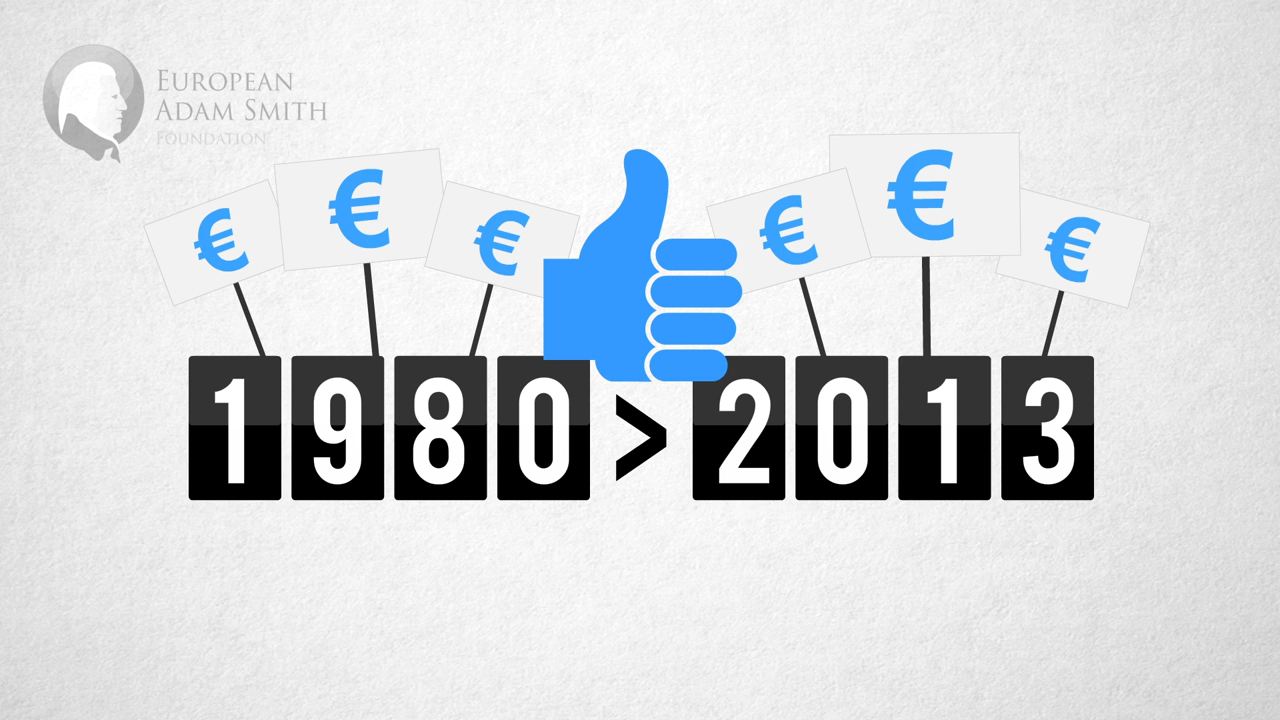 EUROPEAN
ADAM SMITH
FOUNDATION
€ € € € € €
1980 > 2013